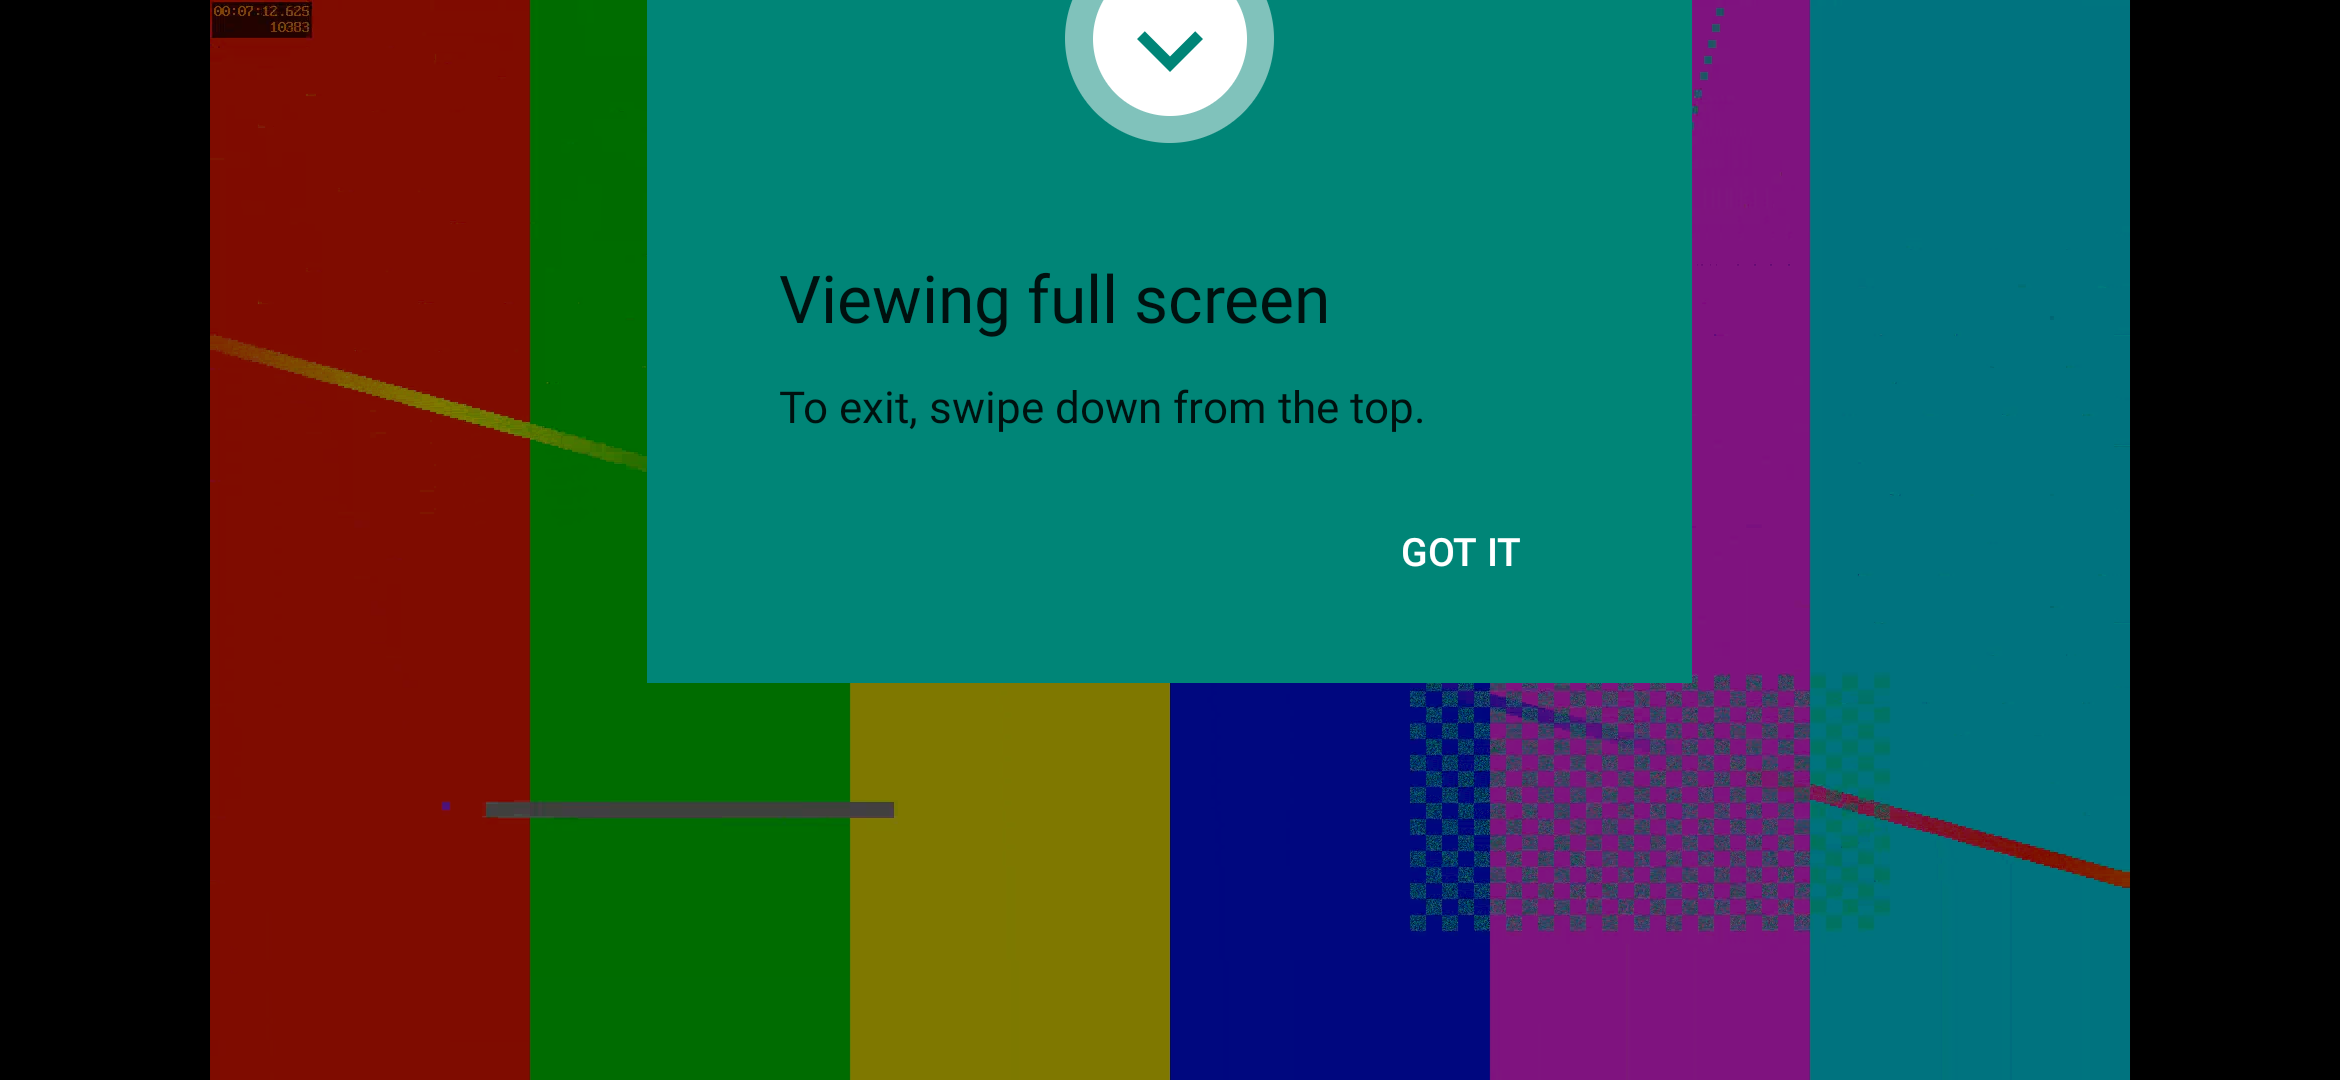 00:07:12.625
10383
Viewing full screen
To exit, swipe down from the top.
GOT IT